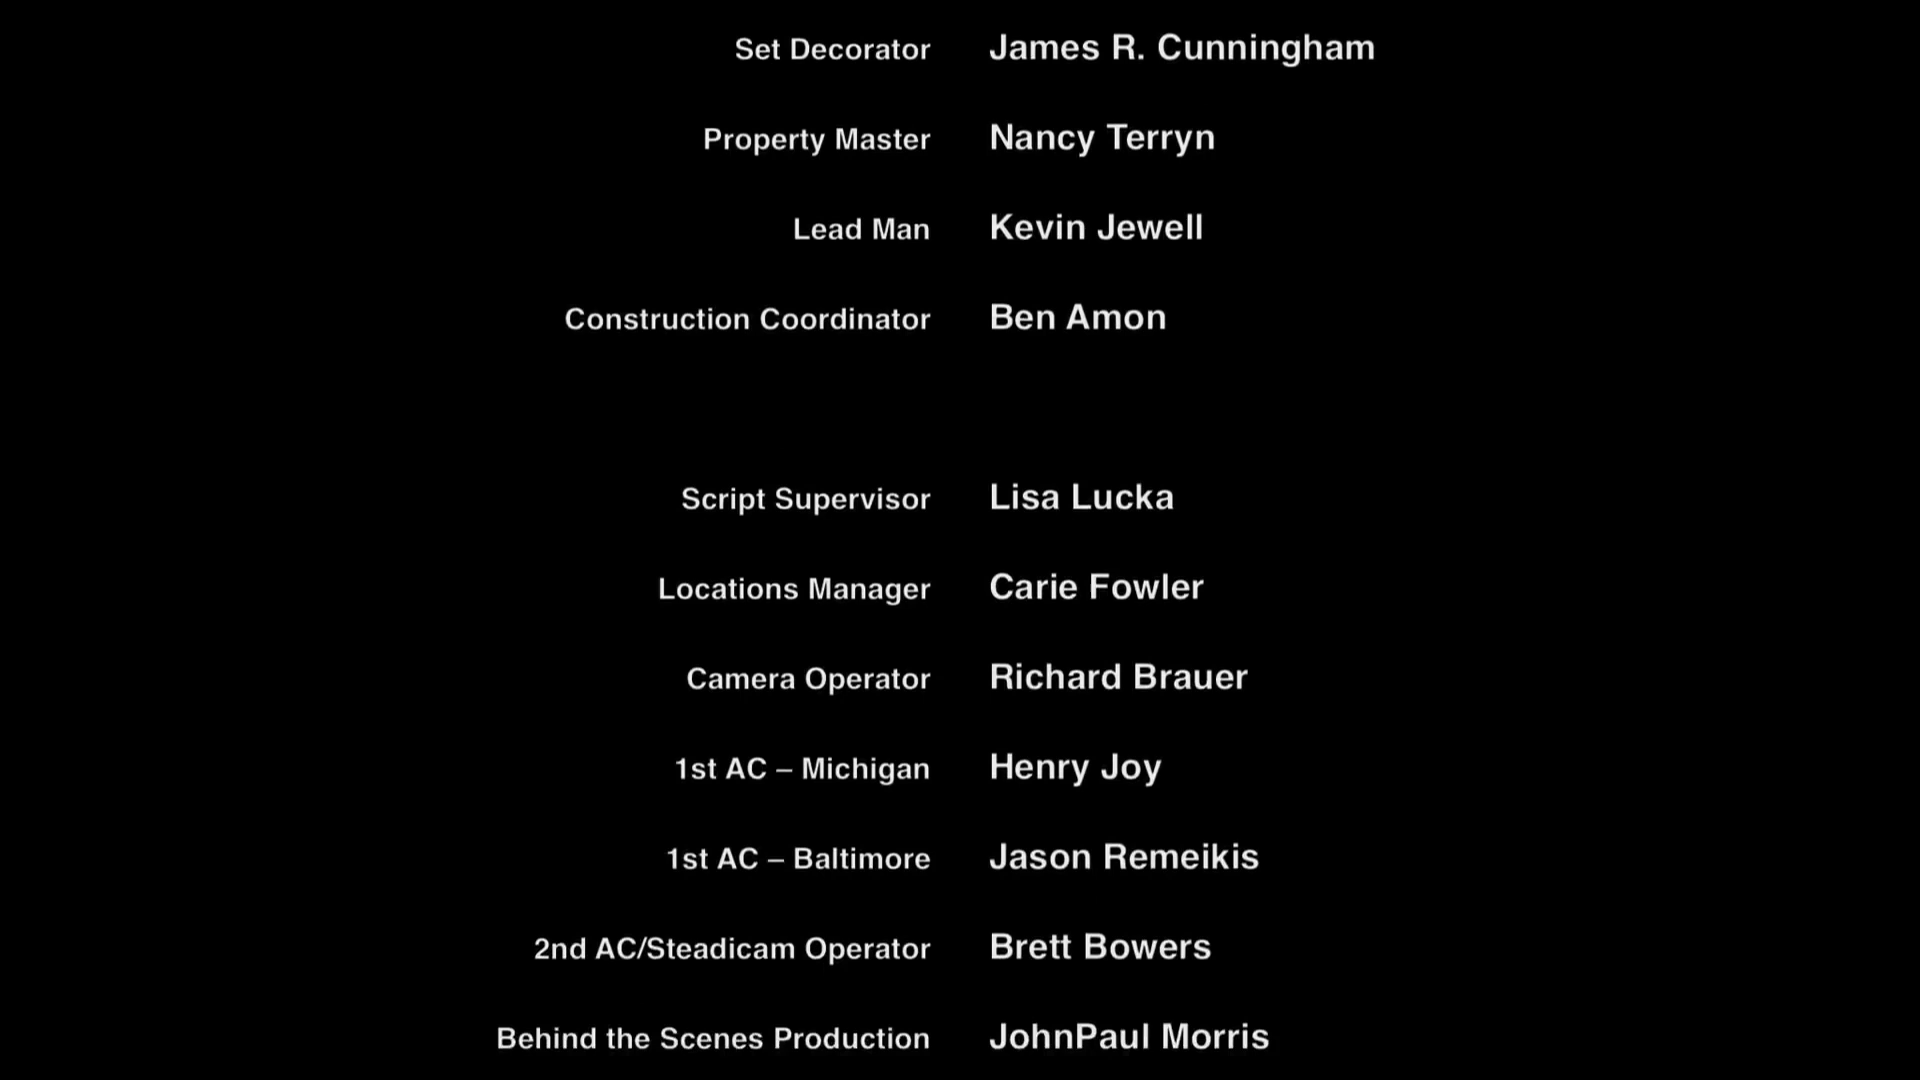 Set Decorator James R. Cunningham
Property Master Nancy Terryn
Lead Man Kevin Jewell
Construction Coordinator Ben Amon
Script Supervisor Lisa Lucka
Locations Manager Carie Fowler
Camera Operator Richard Brauer
1st AC – Michigan Henry Joy
1st AC – Baltimore Jason Remeikis
2nd AC/Steadicam Operator Brett Bowers
Behind the Scenes Production JohnPaul Morris